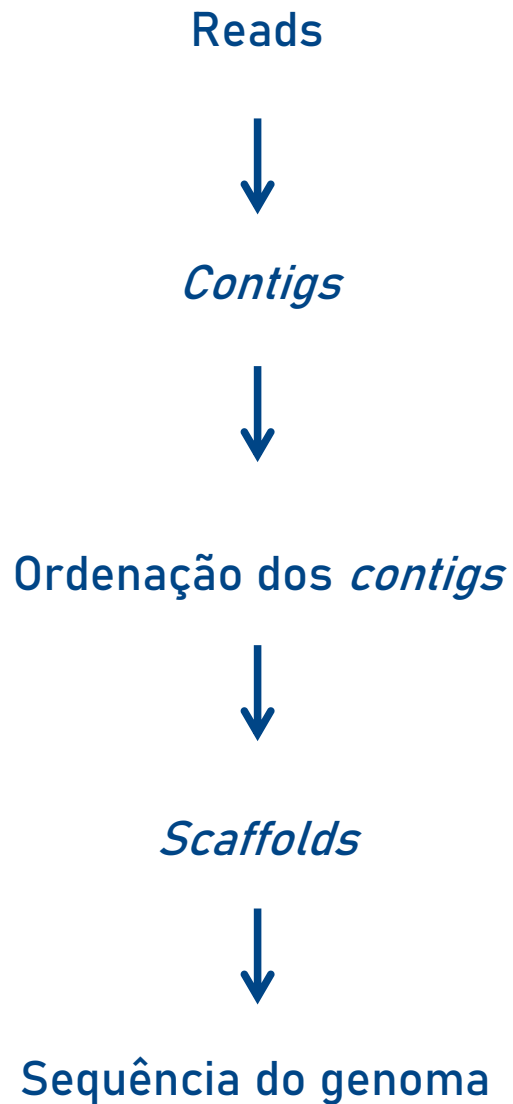 Reads
Contigs
Ordenação dos contigs
Scaffolds
Sequência do genoma